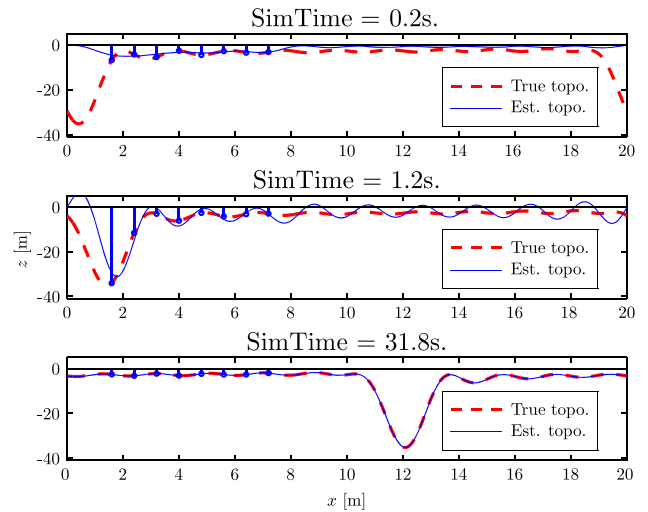 SimTime = 0.2s.
0
-20
-40
True topo.
Est. topo.
0 2 4 6 8 10 12 14 16 18 20
SimTime = 1.2s.
0
-20
-40
z [m]
True topo.
Est. topo.
0 2 4 6 8 10 12 14 16 18 20
SimTime = 31.8s.
0
-20
-40
True topo.
Est. topo.
0 2 4 6 8 10 12 14 16 18 20
x [m]